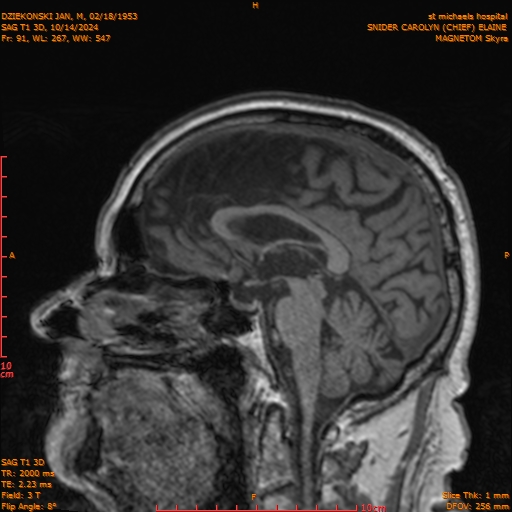 H
DZIEKONSKI JAN, M, 02/18/1953
SAG T1 3D, 10/14/2024
Fr: 91, WL: 267, WW: 547
st michaels hospital
SNIDER CAROLYN (CHIEF) ELAINE
MAGNETOM Skyra
A
P
10
cm
SAG T1 3D
TR: 2000 ms
TE: 2.23 ms
Field: 3 T
Flip Angle: 8°
F
10cm
Slice Thk: 1 mm
DFOV: 256 mm